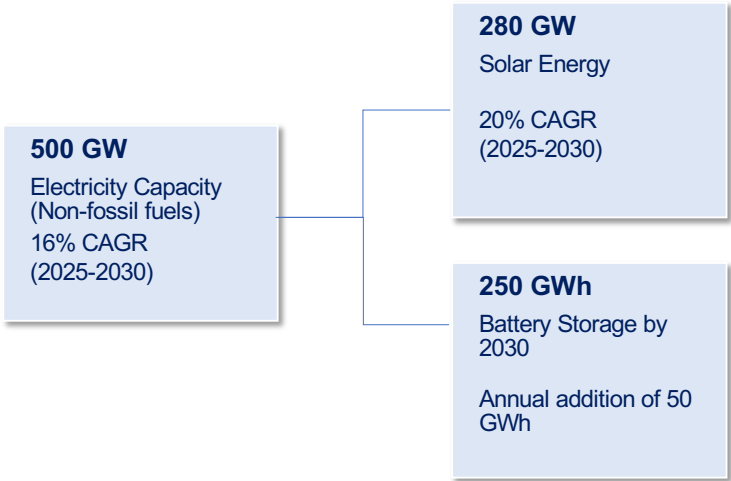 500 GW
Electricity Capacity
(Non-fossil fuels)
16% CAGR
(2025-2030)
280 GW
Solar Energy
20% CAGR
(2025-2030)
250 GWh
Battery Storage by
2030
Annual addition of 50
GWh